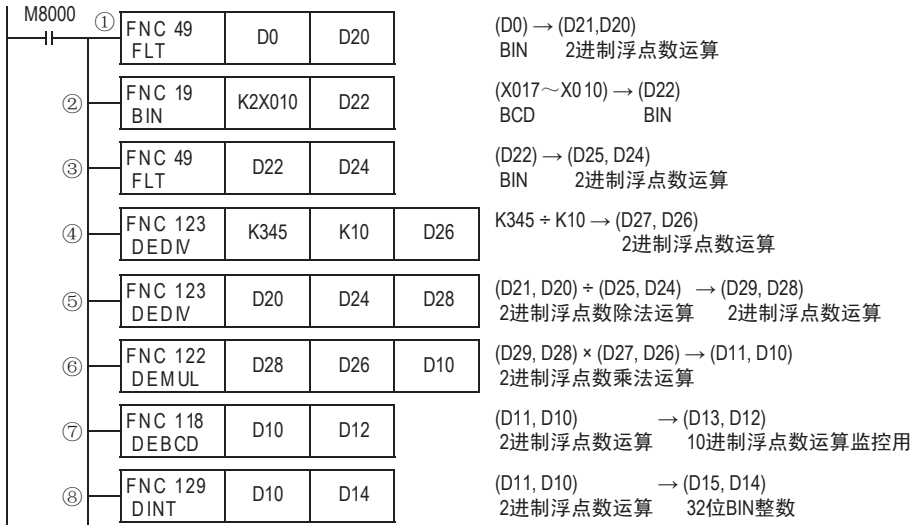 M8000
① FNC 49 D0 D20 (D0) → (D21,D20)
FLT BIN 2进制浮点数运算
② FNC 19 K2X010 D22 (X017～X010) → (D22)
BIN BCD BIN
③ FNC 49 D22 D24 (D22) → (D25, D24)
FLT BIN 2进制浮点数运算
④ FNC 123 K345 K10 D26 K345 ÷ K10 → (D27, D26)
DEDIV 2进制浮点数运算
⑤ FNC 123 D20 D24 D28 (D21, D20) ÷ (D25, D24) → (D29, D28)
DEDIV 2进制浮点数除法运算 2进制浮点数运算
⑥ FNC 122 D28 D26 D10 (D29, D28) × (D27, D26) → (D11, D10)
DEMUL 2进制浮点数乘法运算
⑦ FNC 118 D10 D12 (D11, D10) → (D13, D12)
DEBCD 2进制浮点数运算 10进制浮点数运算监控用
⑧ FNC 129 D10 D14 (D11, D10) → (D15, D14)
DINT 2进制浮点数运算 32位BIN整数